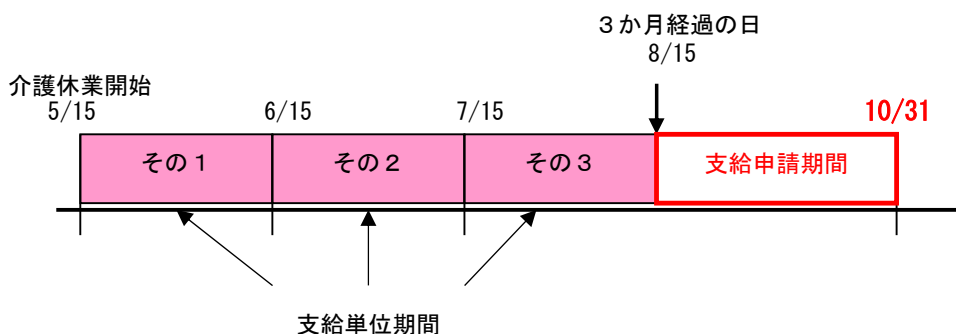 3か月経過の日
8/15
介護休業開始
5/15
6/15
7/15
10/31
その1
その2
その3
支給申請期間
支給単位期間